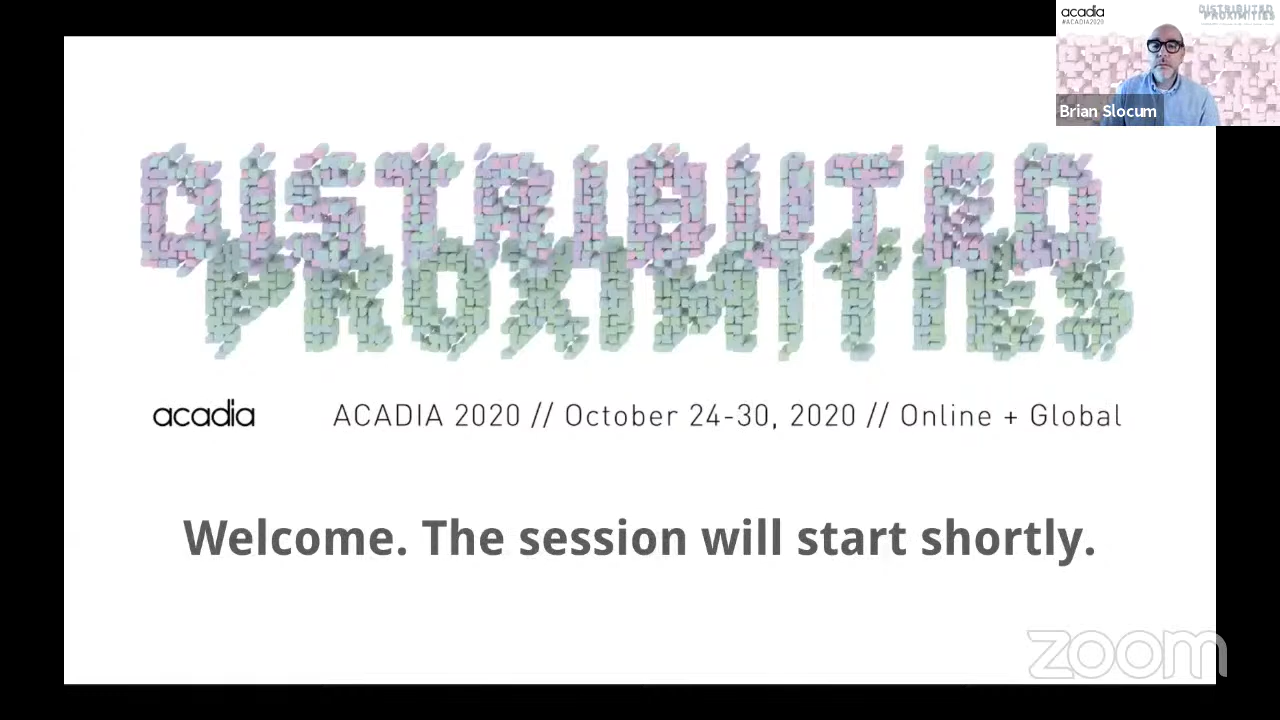 acadia
#ACADIA2020
DISTRIBUTED
PROXIMITIES
Brian Slocum
DISTRIBUTED
PROXIMITIES
acadia
ACADIA 2020 // October 24-30, 2020 // Online + Global
Welcome. The session will start shortly.
zoom